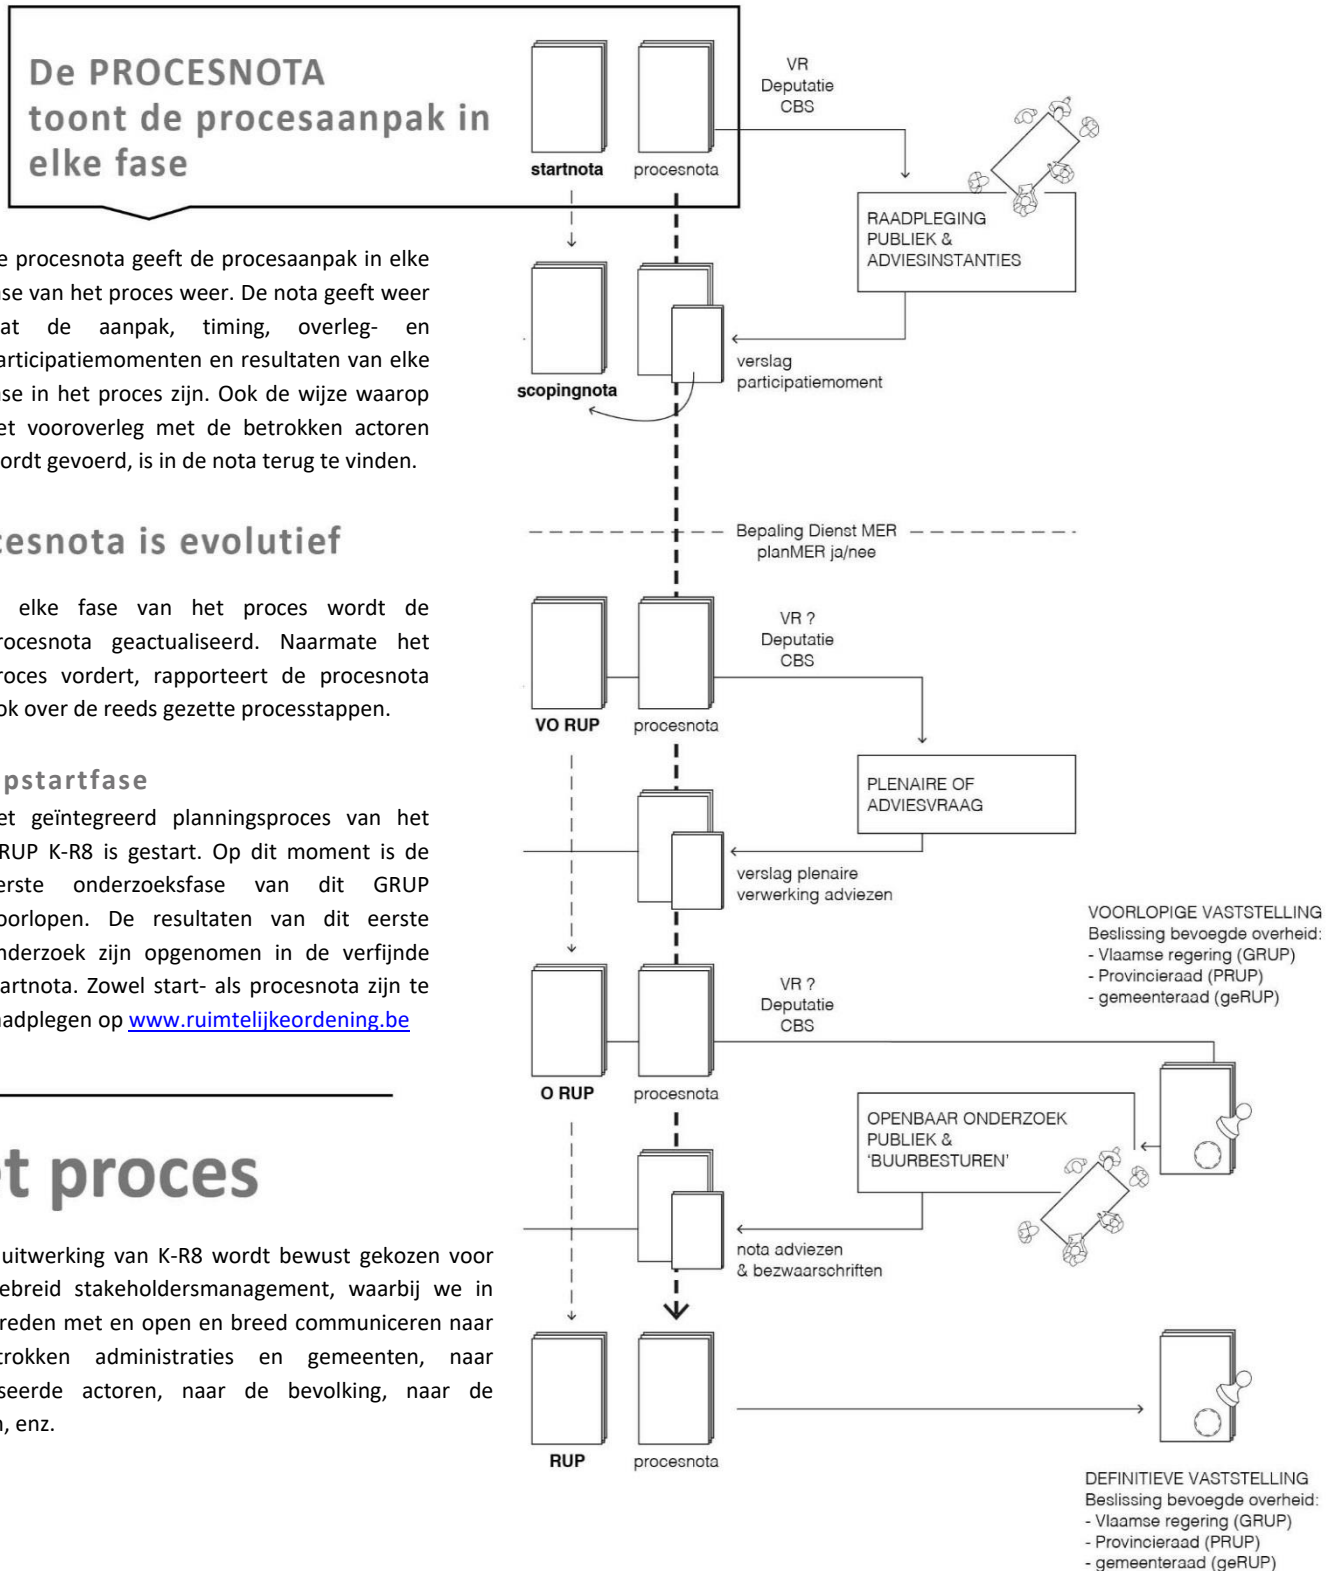 De PROCESNOTA
toont de procesaanpak in
elke fase
e procesnota geeft de procesaanpak in elke
ase van het proces weer. De nota geeft weer
at de aanpak, timing, overleg- en
articipatiemomenten en resultaten van elke
ase in het proces zijn. Ook de wijze waarop
et vooroverleg met de betrokken actoren
ordt gevoerd, is in de nota terug te vinden.
cesnota is evolutief
elke fase van het proces wordt de
rocesnota geactualiseerd. Naarmate het
roces vordert, rapporteert de procesnota
ok over de reeds gezette processtappen.
pstartfase
et geïntegreerd planningsproces van het
RUP K-R8 is gestart. Op dit moment is de
erste onderzoeksfase van dit GRUP
oorlopen. De resultaten van dit eerste
nderzoek zijn opgenomen in de verfijnde
artnota. Zowel start- als procesnota zijn te
adplegen op www.ruimtelijkeordening.be
et proces
uitwerking van K-R8 wordt bewust gekozen voor
ebreid stakeholdersmanagement, waarbij we in
reden met en open en breed communiceren naar
trokken administraties en gemeenten, naar
seerde actoren, naar de bevolking, naar de
n, enz.
startnota
procesnota
VR
Deputatie
CBS
RAADPLEGING
PUBLIEK &
ADVIESINSTANTIES
verslag
participatiemoment
scopingnota
Bepaling Dienst MER
planMER ja/nee
VR ?
Deputatie
CBS
VO RUP
procesnota
PLENAIRE OF
ADVIESVRAAG
verslag plenaire
verwerking adviezen
VOORLOPIGE VASTSTELLING
Beslissing bevoegde overheid:
- Vlaamse regering (GRUP)
- Provincieraad (PRUP)
- gemeenteraad (geRUP)
VR ?
Deputatie
CBS
O RUP
procesnota
OPENBAAR ONDERZOEK
PUBLIEK &
'BUURBESTUREN'
nota adviezen
& bezwaarschriften
RUP
procesnota
DEFINITIEVE VASTSTELLING
Beslissing bevoegde overheid:
- Vlaamse regering (GRUP)
- Provincieraad (PRUP)
- gemeenteraad (geRUP)